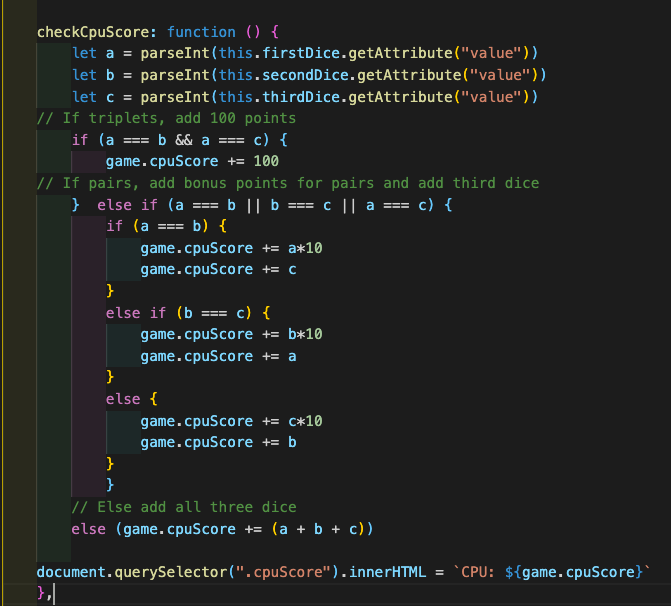 checkCpuScore: function () {
let a = parseInt(this.firstDice.getAttribute("value"))
let b = parseInt(this.secondDice.getAttribute("value"))
let c = parseInt(this.thirdDice.getAttribute("value"))
// If triplets, add 100 points
if (a === b && a === c) {
game.cpuScore += 100
// If pairs, add bonus points for pairs and add third dice
}  else if (a === b || b === c || a === c) {
if (a === b) {
game.cpuScore += a*10
game.cpuScore += c
}
else if (b === c) {
game.cpuScore += b*10
game.cpuScore += a
}
else {
game.cpuScore += c*10
game.cpuScore += b
}
}
// Else add all three dice
else (game.cpuScore += (a + b + c))
document.querySelector(".cpuScore").innerHTML = `CPU: ${game.cpuScore}`
},